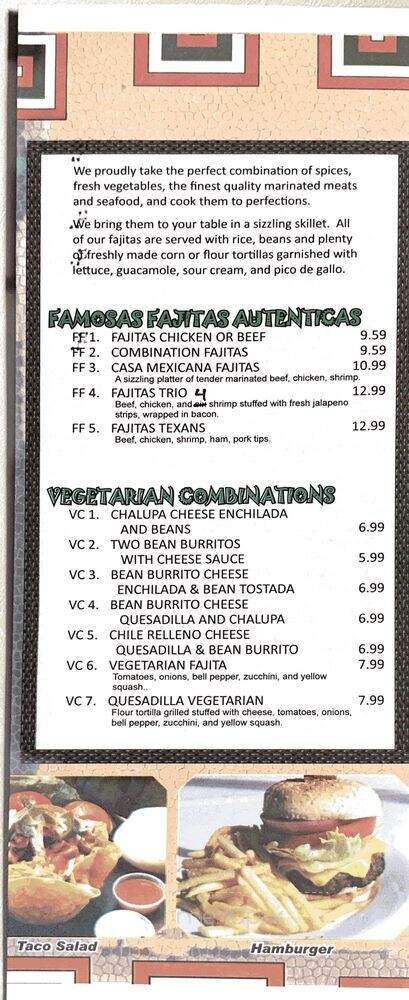 We proudly take the perfect combination of spices,
fresh vegetables, the finest quality marinated meats
and seafood, and cook them to perfections.
We bring them to your table in a sizzling skillet. All
of our fajitas are served with rice, beans and plenty
of freshly made corn or flour tortillas garnished with
lettuce, guacamole, sour cream, and pico de gallo.
FAMOSAS FAJITAS AUTENTICAS
FF 1. FAJITAS CHICKEN OR BEEF 9.59
FF 2. COMBINATION FAJITAS 9.59
FF 3. CASA MEXICANA FAJITAS 10.99
A sizzling platter of tender marinated beef, chicken, shrimp.
FF 4. FAJITAS TRIO 12.99
4
Beef, chicken, and shrimp stuffed with fresh jalapeno
strips, wrapped in bacon.
FF 5. FAJITAS TEXANS 12.99
Beef, chicken, shrimp, ham, pork tips.
VEGETARIAN COMBINATIONS
VC 1. CHALUPA CHEESE ENCHILADA
AND BEANS 6.99
VC 2. TWO BEAN BURRITOS
WITH CHEESE SAUCE 5.99
VC 3. BEAN BURRITO CHEESE
ENCHILADA & BEAN TOSTADA 6.99
VC 4. BEAN BURRITO CHEESE
QUESADILLA AND CHALUPA 6.99
VC 5. CHILE RELLENO CHEESE
QUESADILLA & BEAN BURRITO 6.99
VC 6. VEGETARIAN FAJITA 7.99
Tomatoes, onions, bell pepper, zucchini, and yellow
squash..
VC 7. QUESADILLA VEGETARIAN 7.99
Flour tortilla grilled stuffed with cheese, tomatoes, onions,
bell pepper, zucchini, and yellow squash.
Taco Salad
Hamburger